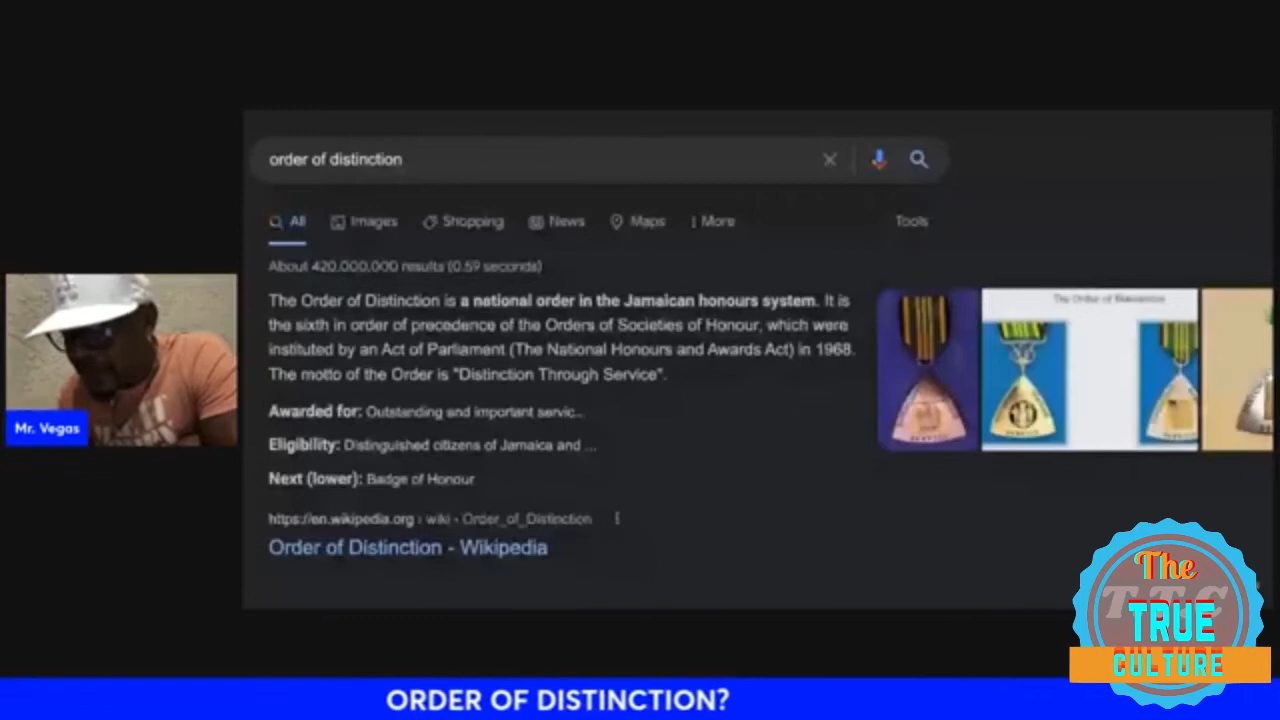 order of distinction
All Images Shopping News Maps More Tools
About 420,000,000 results (0.59 seconds)
The Order of Distinction is a national order in the Jamaican honours system. It is
the sixth in order of precedence of the Orders of Societies of Honour, which were
instituted by an Act of Parliament (The National Honours and Awards Act) in 1968.
The motto of the Order is "Distinction Through Service".
Awarded for: Outstanding and important servic...
Eligibility: Distinguished citizens of Jamaica and ...
Next (lower): Badge of Honour
https://en.wikipedia.org › wiki › Order_of_Distinction
Order of Distinction - Wikipedia
The Order of
Mr. Vegas
The
T.T.C
TRUE
CULTURE
ORDER OF DISTINCTION?